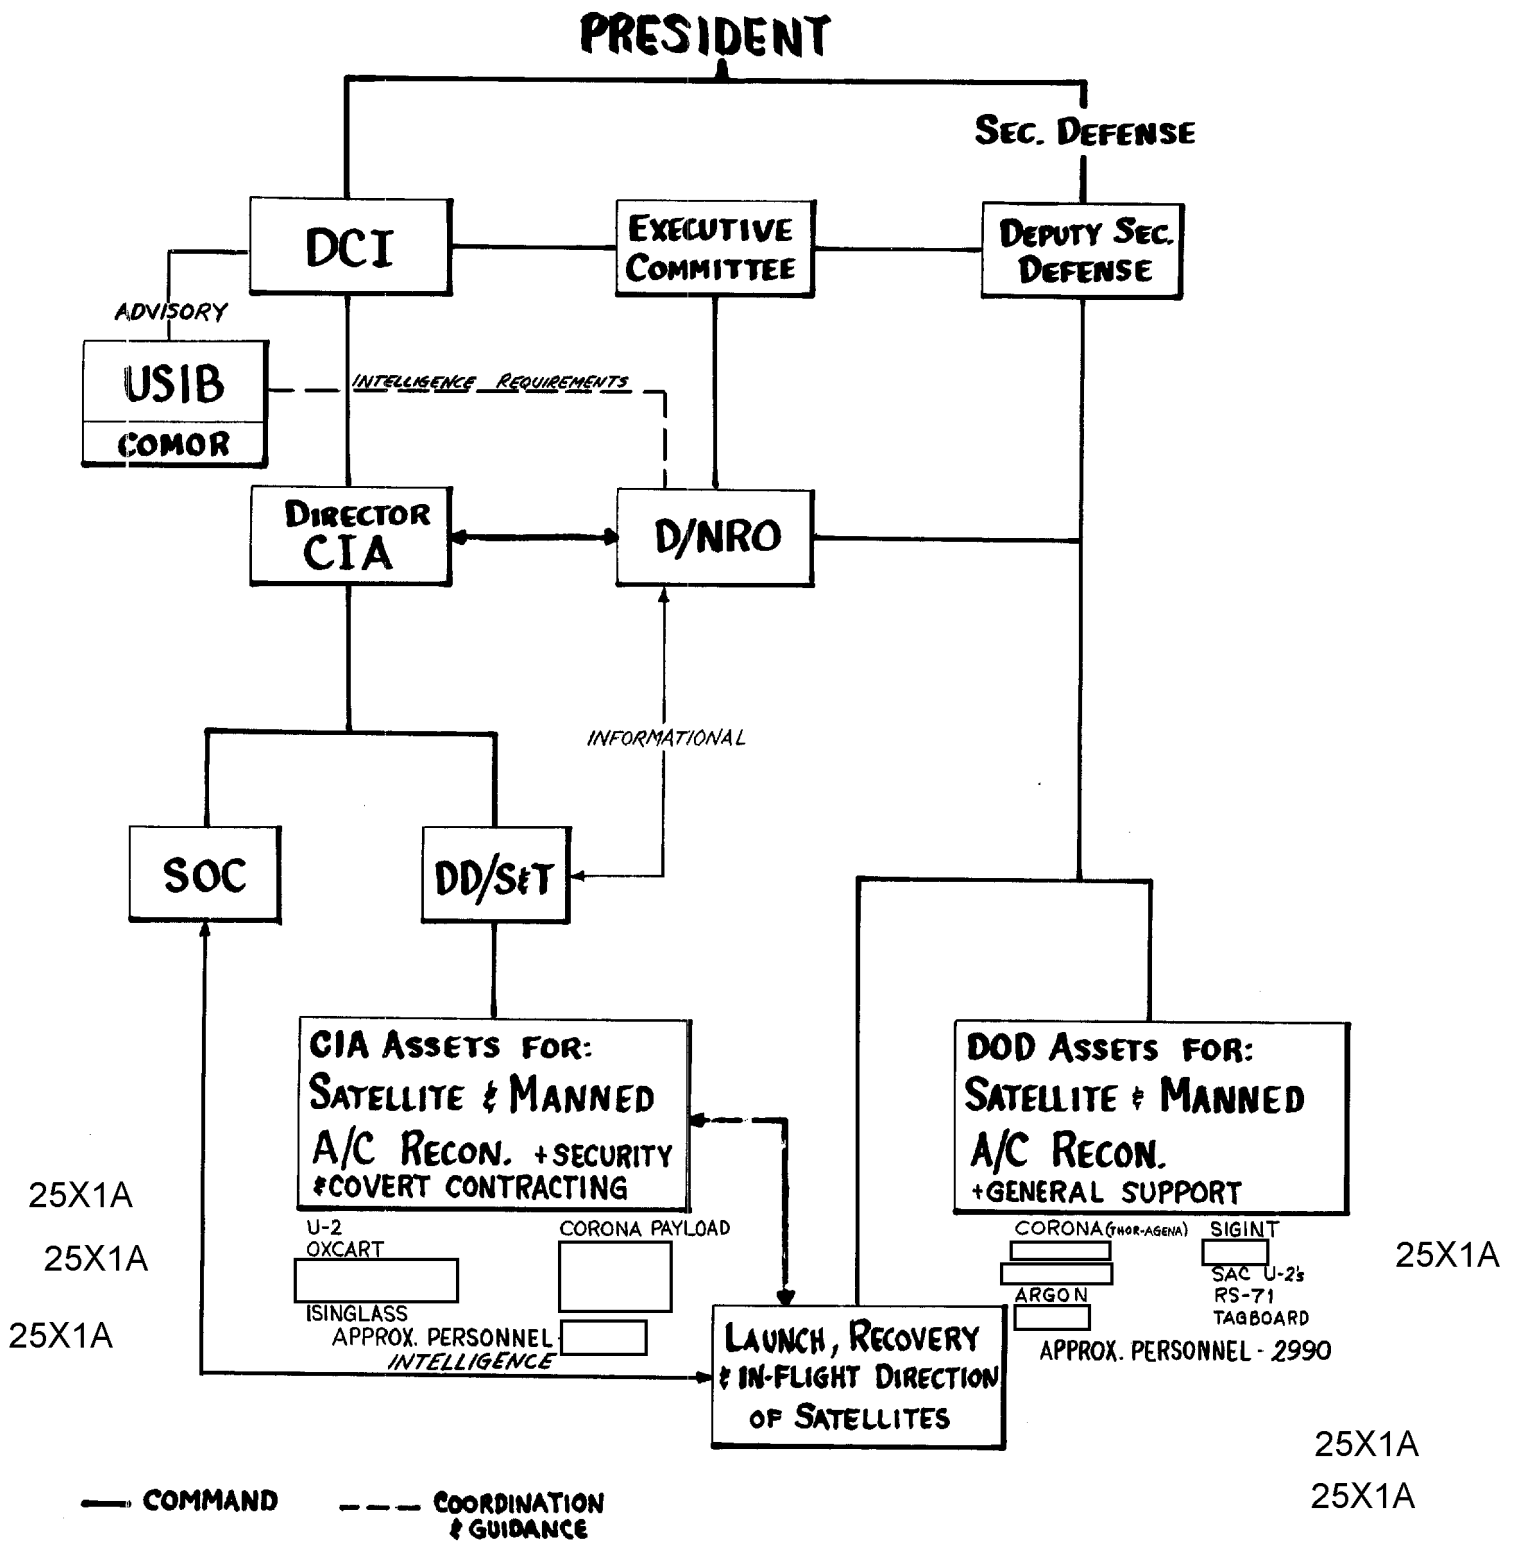 PRESIDENT
SEC. DEFENSE
DCI
EXECUTIVE
COMMITTEE
DEPUTY SEC.
DEFENSE
ADVISORY
USIB
COMOR
INTELLIGENCE REQUIREMENTS
DIRECTOR
CIA
D/NRO
INFORMATIONAL
SOC
DD/S&T
CIA ASSETS FOR:
SATELLITE & MANNED
A/C RECON. + SECURITY
& COVERT CONTRACTING
DOD ASSETS FOR:
SATELLITE & MANNED
A/C RECON.
+ GENERAL SUPPORT
25X1A
25X1A
25X1A
U-2
OXCART
ISINGLASS
CORONA PAYLOAD
APPROX. PERSONNEL
INTELLIGENCE
CORONA (THOR-AGENA)
ARGON
SIGINT
SAC U-2's
RS-71
TAGBOARD
APPROX. PERSONNEL - 2990
25X1A
LAUNCH, RECOVERY
& IN-FLIGHT DIRECTION
OF SATELLITES
25X1A
25X1A
COMMAND
COORDINATION
& GUIDANCE